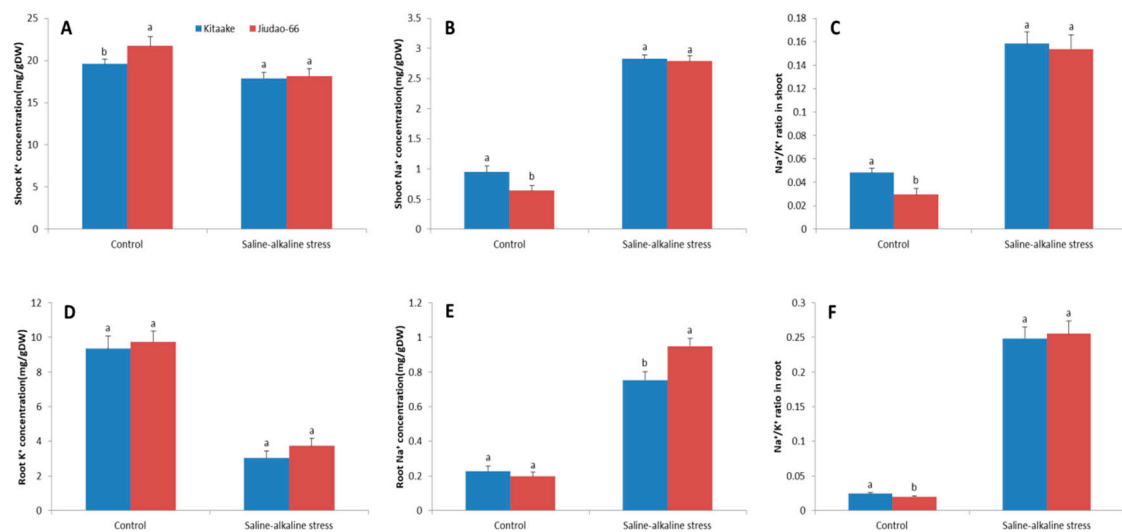 A
Shoot K⁺ concentration(mg/gDW)
25
20
15
10
5
0
Kitaake
Jiudao-66
b
a
a
a
Control
Saline-alkaline stress
B
Shoot Na⁺ concentration(mg/gDW)
3.5
3
2.5
2
1.5
1
0.5
0
a
b
a
a
Control
Saline-alkaline stress
C
Na⁺/K⁺ ratio in shoot
0.18
0.16
0.14
0.12
0.1
0.08
0.06
0.04
0.02
0
a
b
a
a
Control
Saline-alkaline stress
D
Root K⁺ concentration(mg/gDW)
12
10
8
6
4
2
0
a
a
a
a
Control
Saline-alkaline stress
E
Root Na⁺ concentration(mg/gDW)
1.2
1
0.8
0.6
0.4
0.2
0
a
a
b
a
Control
Saline-alkaline stress
F
Na⁺/K⁺ ratio in root
0.3
0.25
0.2
0.15
0.1
0.05
0
a
b
a
a
Control
Saline-alkaline stress